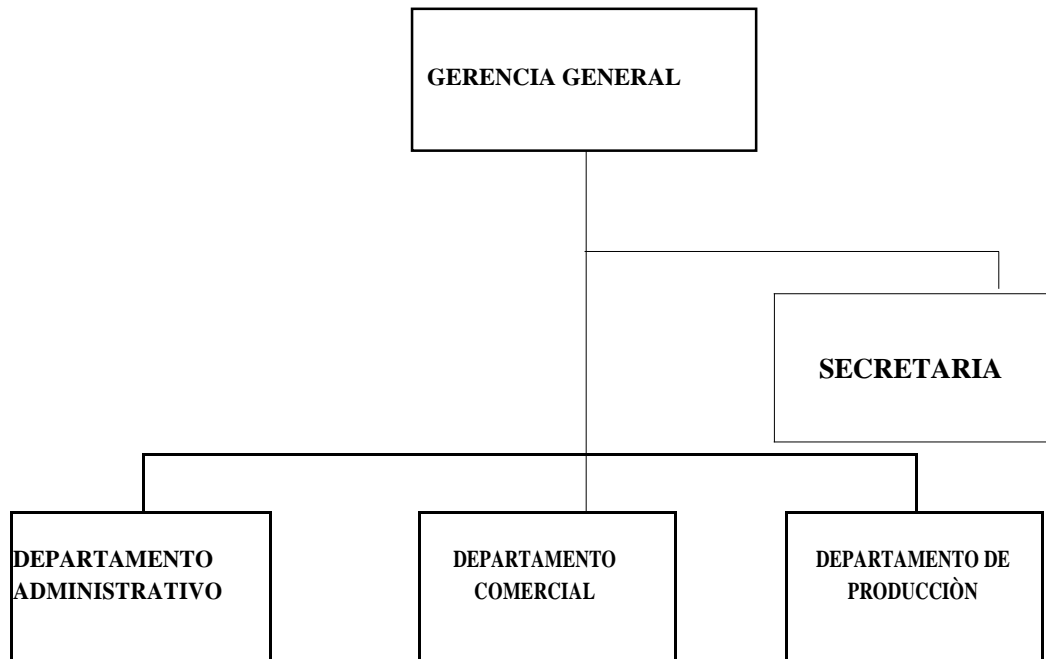 GERENCIA GENERAL
SECRETARIA
DEPARTAMENTO
ADMINISTRATIVO
DEPARTAMENTO
COMERCIAL
DEPARTAMENTO DE
PRODUCCIÒN